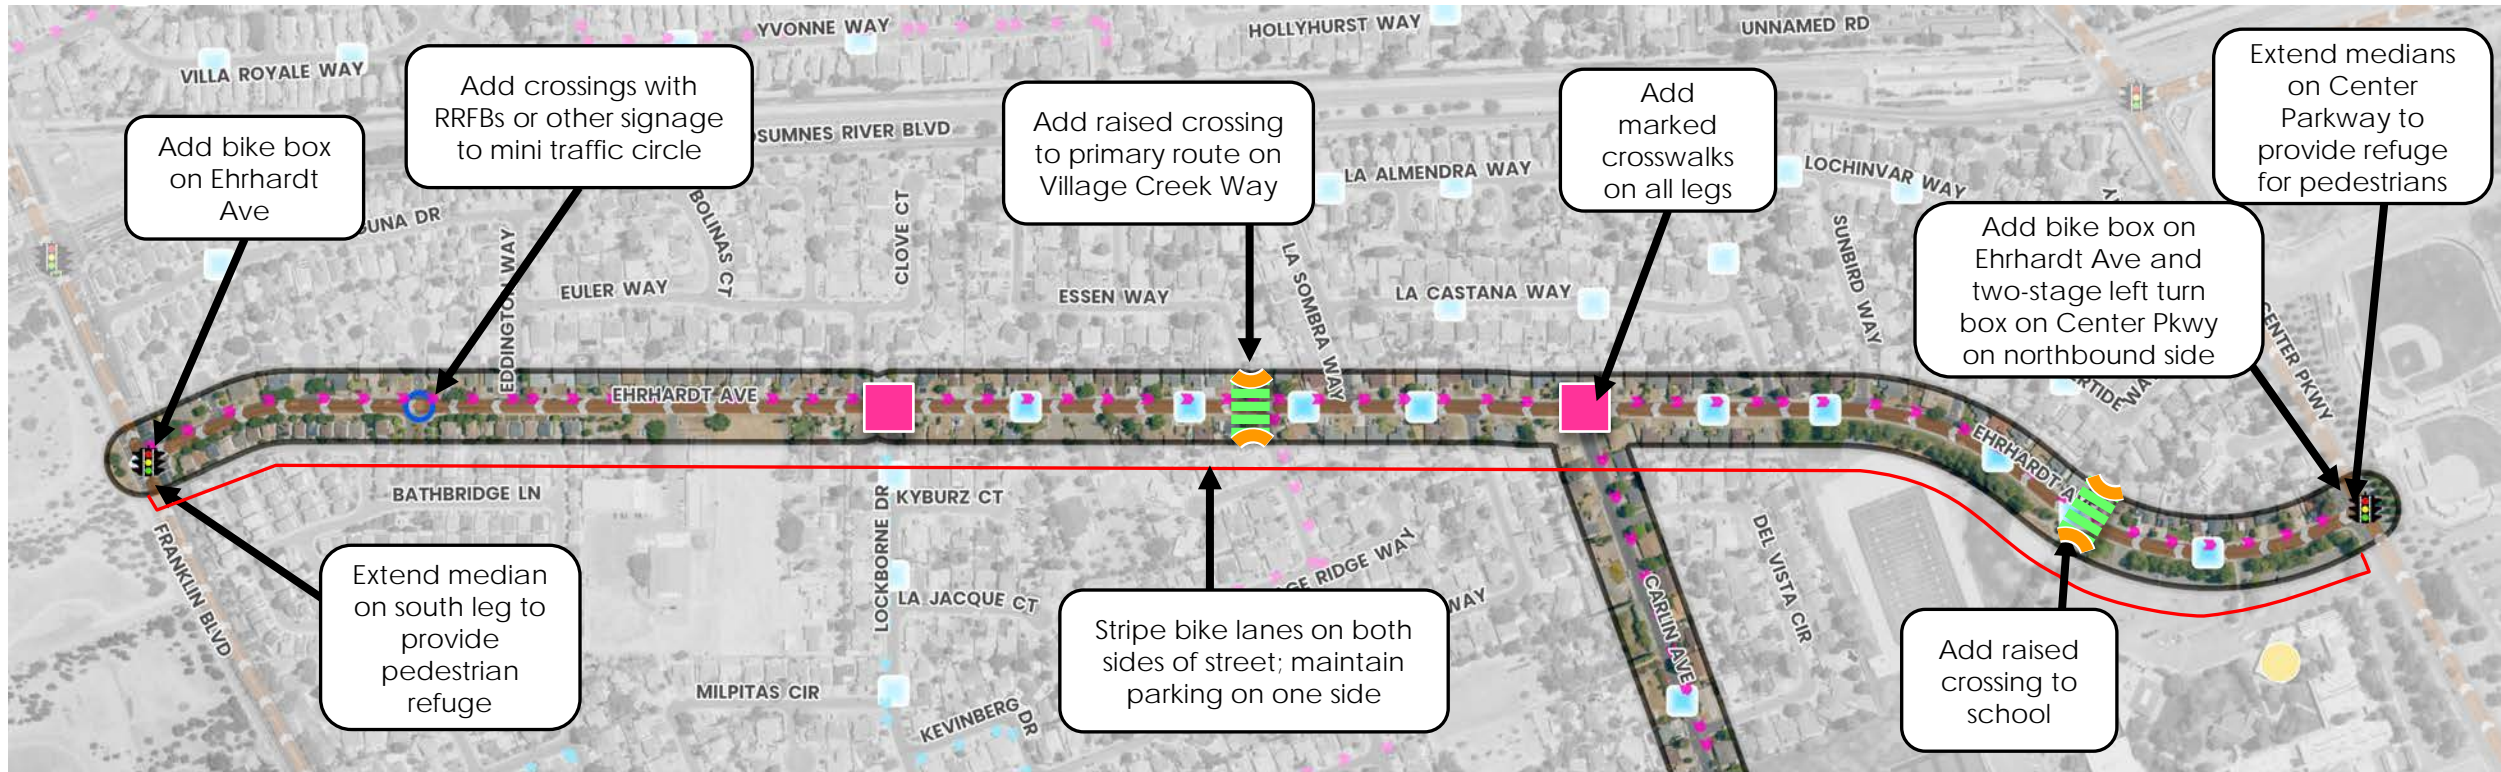 YVONNE WAY
HOLLYHURST WAY
UNNAMED RD
VILLA ROYALE WAY
Add crossings with
RRFBs or other signage
to mini traffic circle
Extend medians
on Center
Parkway to
provide refuge
for pedestrians
Add raised crossing
to primary route on
Village Creek Way
Add
marked
crosswalks
on all legs
Add bike box
on Ehrhardt
Ave
OSUMNES RIVER BLVD
LA ALMENDRA WAY
LOCHINVAR WAY
UNA DR
BOLINAS CT
CLOVE CT
EDDINGTON WAY
EULER WAY
ESSEN WAY
LA SOMBRA WAY
LA CASTANA WAY
SUNBIRD WAY
Add bike box on
Ehrhardt Ave and
two-stage left turn
box on Center Pkwy
on northbound side
CENTER PKWY
ERTIDE WAY
EHRHARDT AVE
EHRHARDT A
BATHBRIDGE LN
KYBURZ CT
LOCKBORNE DR
FRANKLIN BLVD
GE RIDGE WAY
WAY
LA JACQUE CT
CARLIN AVE
DEL VISTA CIR
Extend median
on south leg to
provide
pedestrian
refuge
Stripe bike lanes on both
sides of street; maintain
parking on one side
Add raised
crossing to
school
MILPITAS CIR
KEVINBERG DR